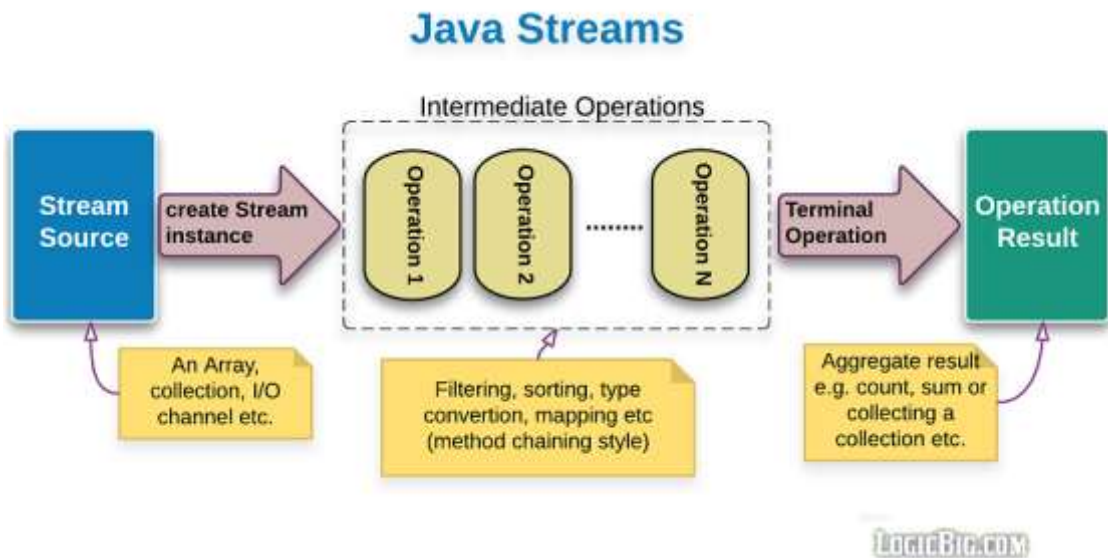 Java Streams
Intermediate Operations
Stream
Source
create Stream
instance
Operation 1
Operation 2
........
Operation N
Terminal
Operation
Operation
Result
An Array,
collection, I/O
channel etc.
Filtering, sorting, type
convertion, mapping etc
(method chaining style)
Aggregate result
e.g. count, sum or
collecting a
collection etc.
LOGICBIG.COM